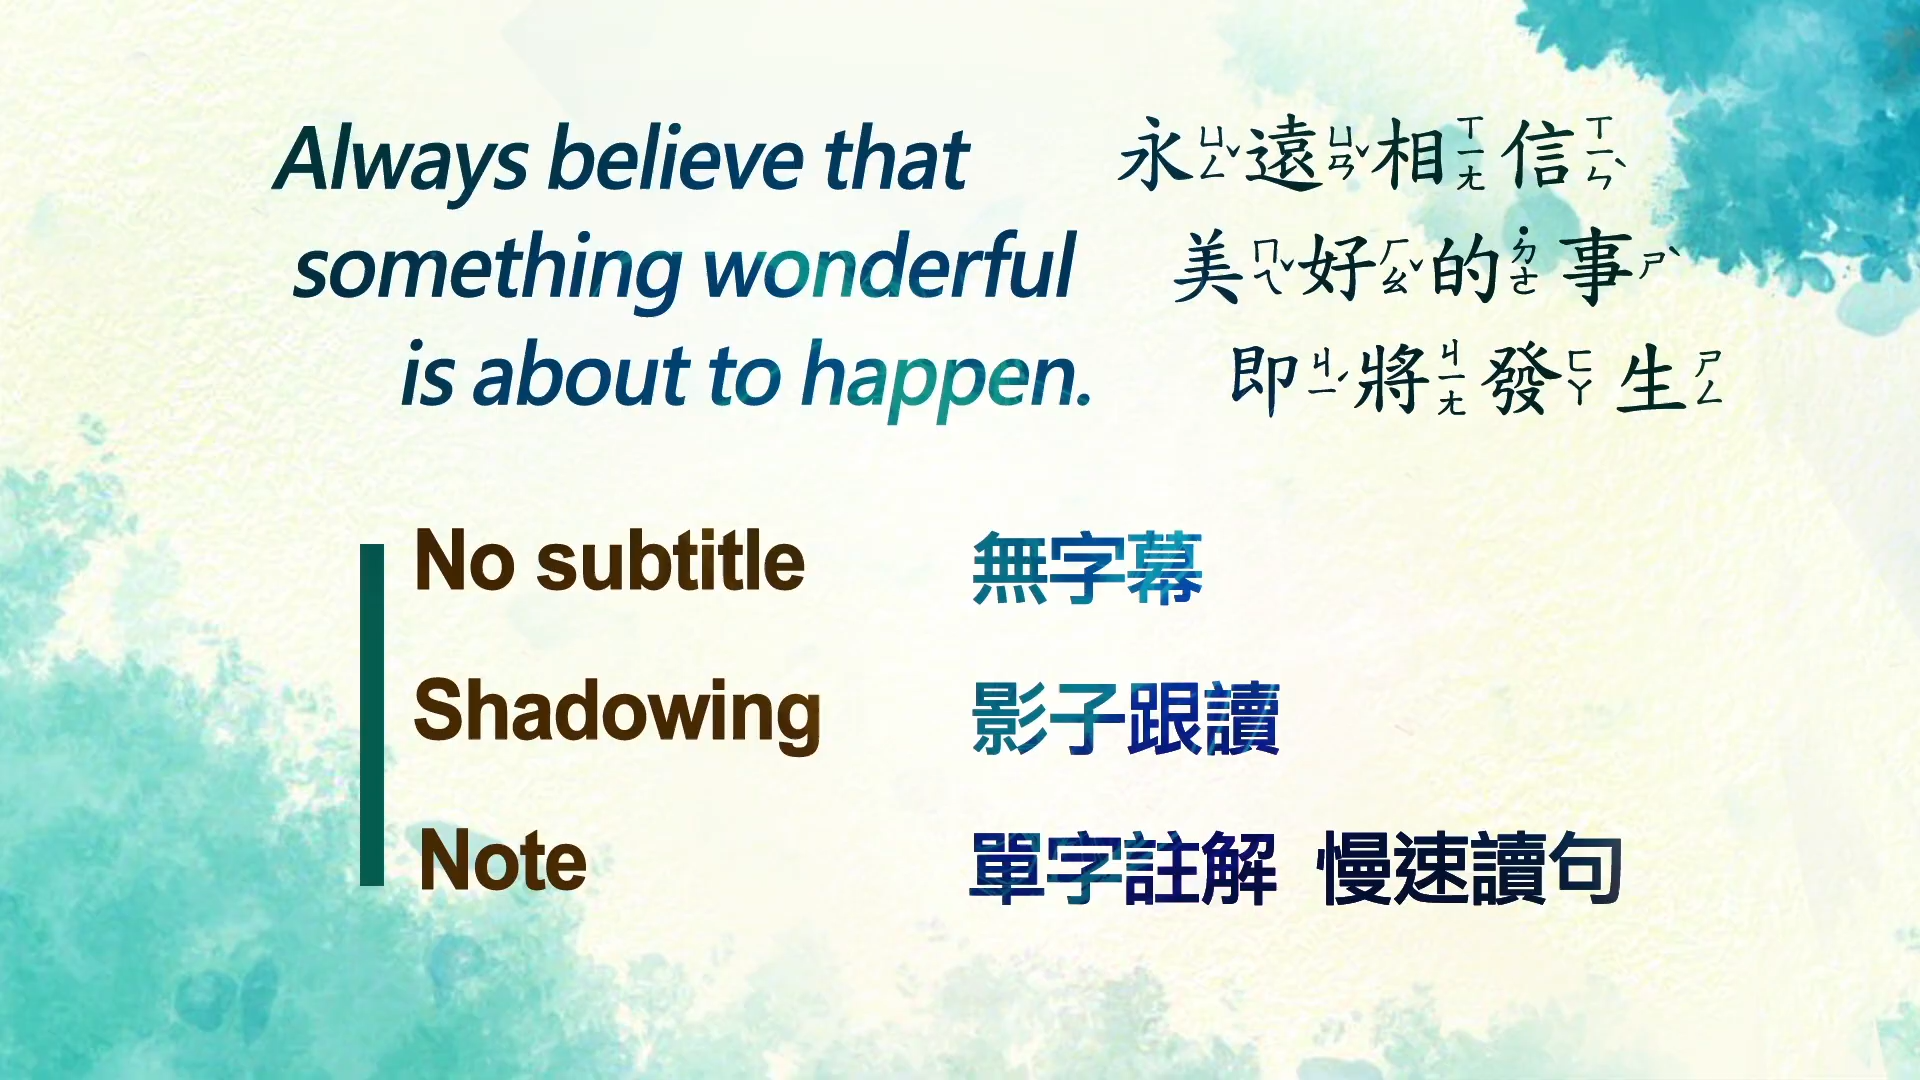 Always believe that
something wonderful
is about to happen.
永ㄩㄥˇ遠ㄩㄢˇ相ㄒㄧㄤ信ㄒㄧㄣˋ
美ㄇㄟˇ好ㄏㄠˇ的˙ㄉㄜ事ㄕˋ
即ㄐㄧˊ將ㄐㄧㄤ發ㄈㄚ生ㄕㄥ
No subtitle 無字幕
Shadowing 影子跟讀
Note 單字註解 慢速讀句